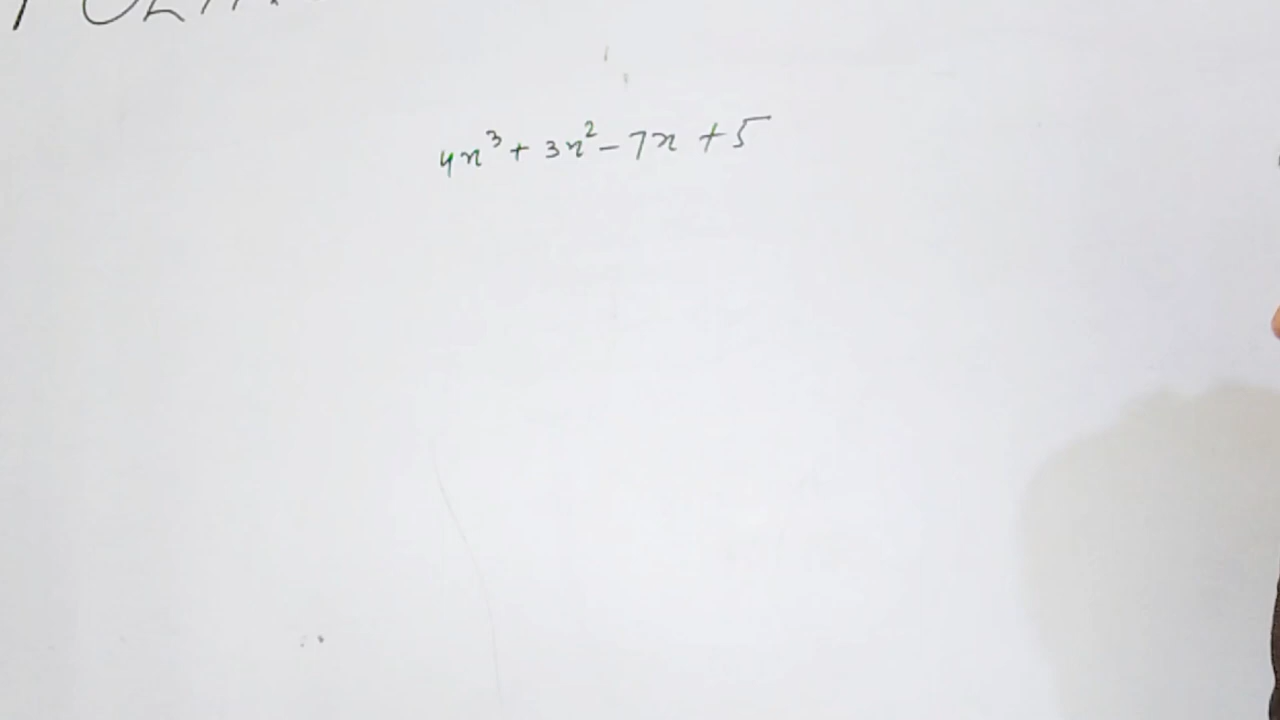 4x³ + 3x² - 7x + 5